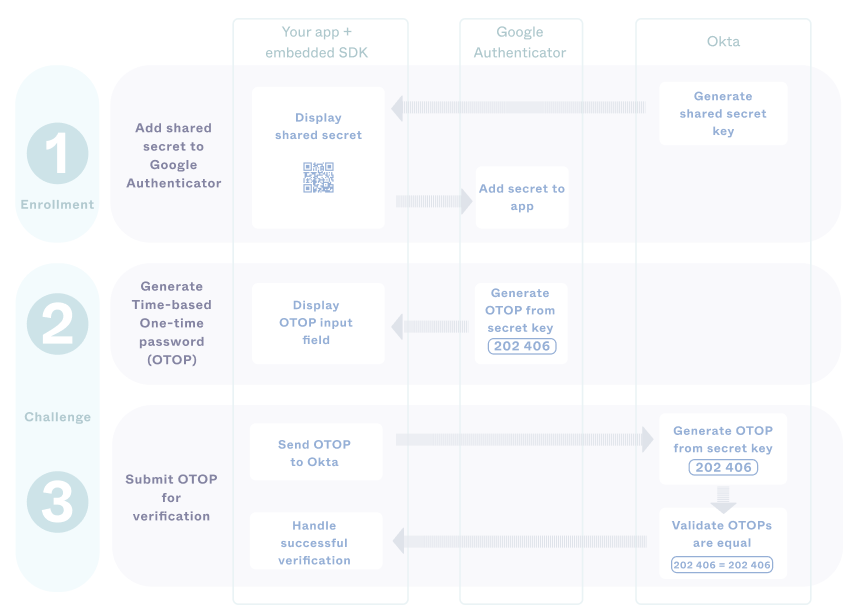 Your app +
embedded SDK
Google
Authenticator
Okta
1
Enrollment
Add shared
secret to
Google
Authenticator
Display
shared secret
Generate
shared secret
key
Add secret to
app
2
Generate
Time-based
One-time
password
(OTOP)
Display
OTOP input
field
Generate
OTOP from
secret key
202 406
Challenge
3
Submit OTOP
for
verification
Send OTOP
to Okta
Generate OTOP
from secret key
202 406
Handle
successful
verification
Validate OTOPs
are equal
202 406 = 202 406